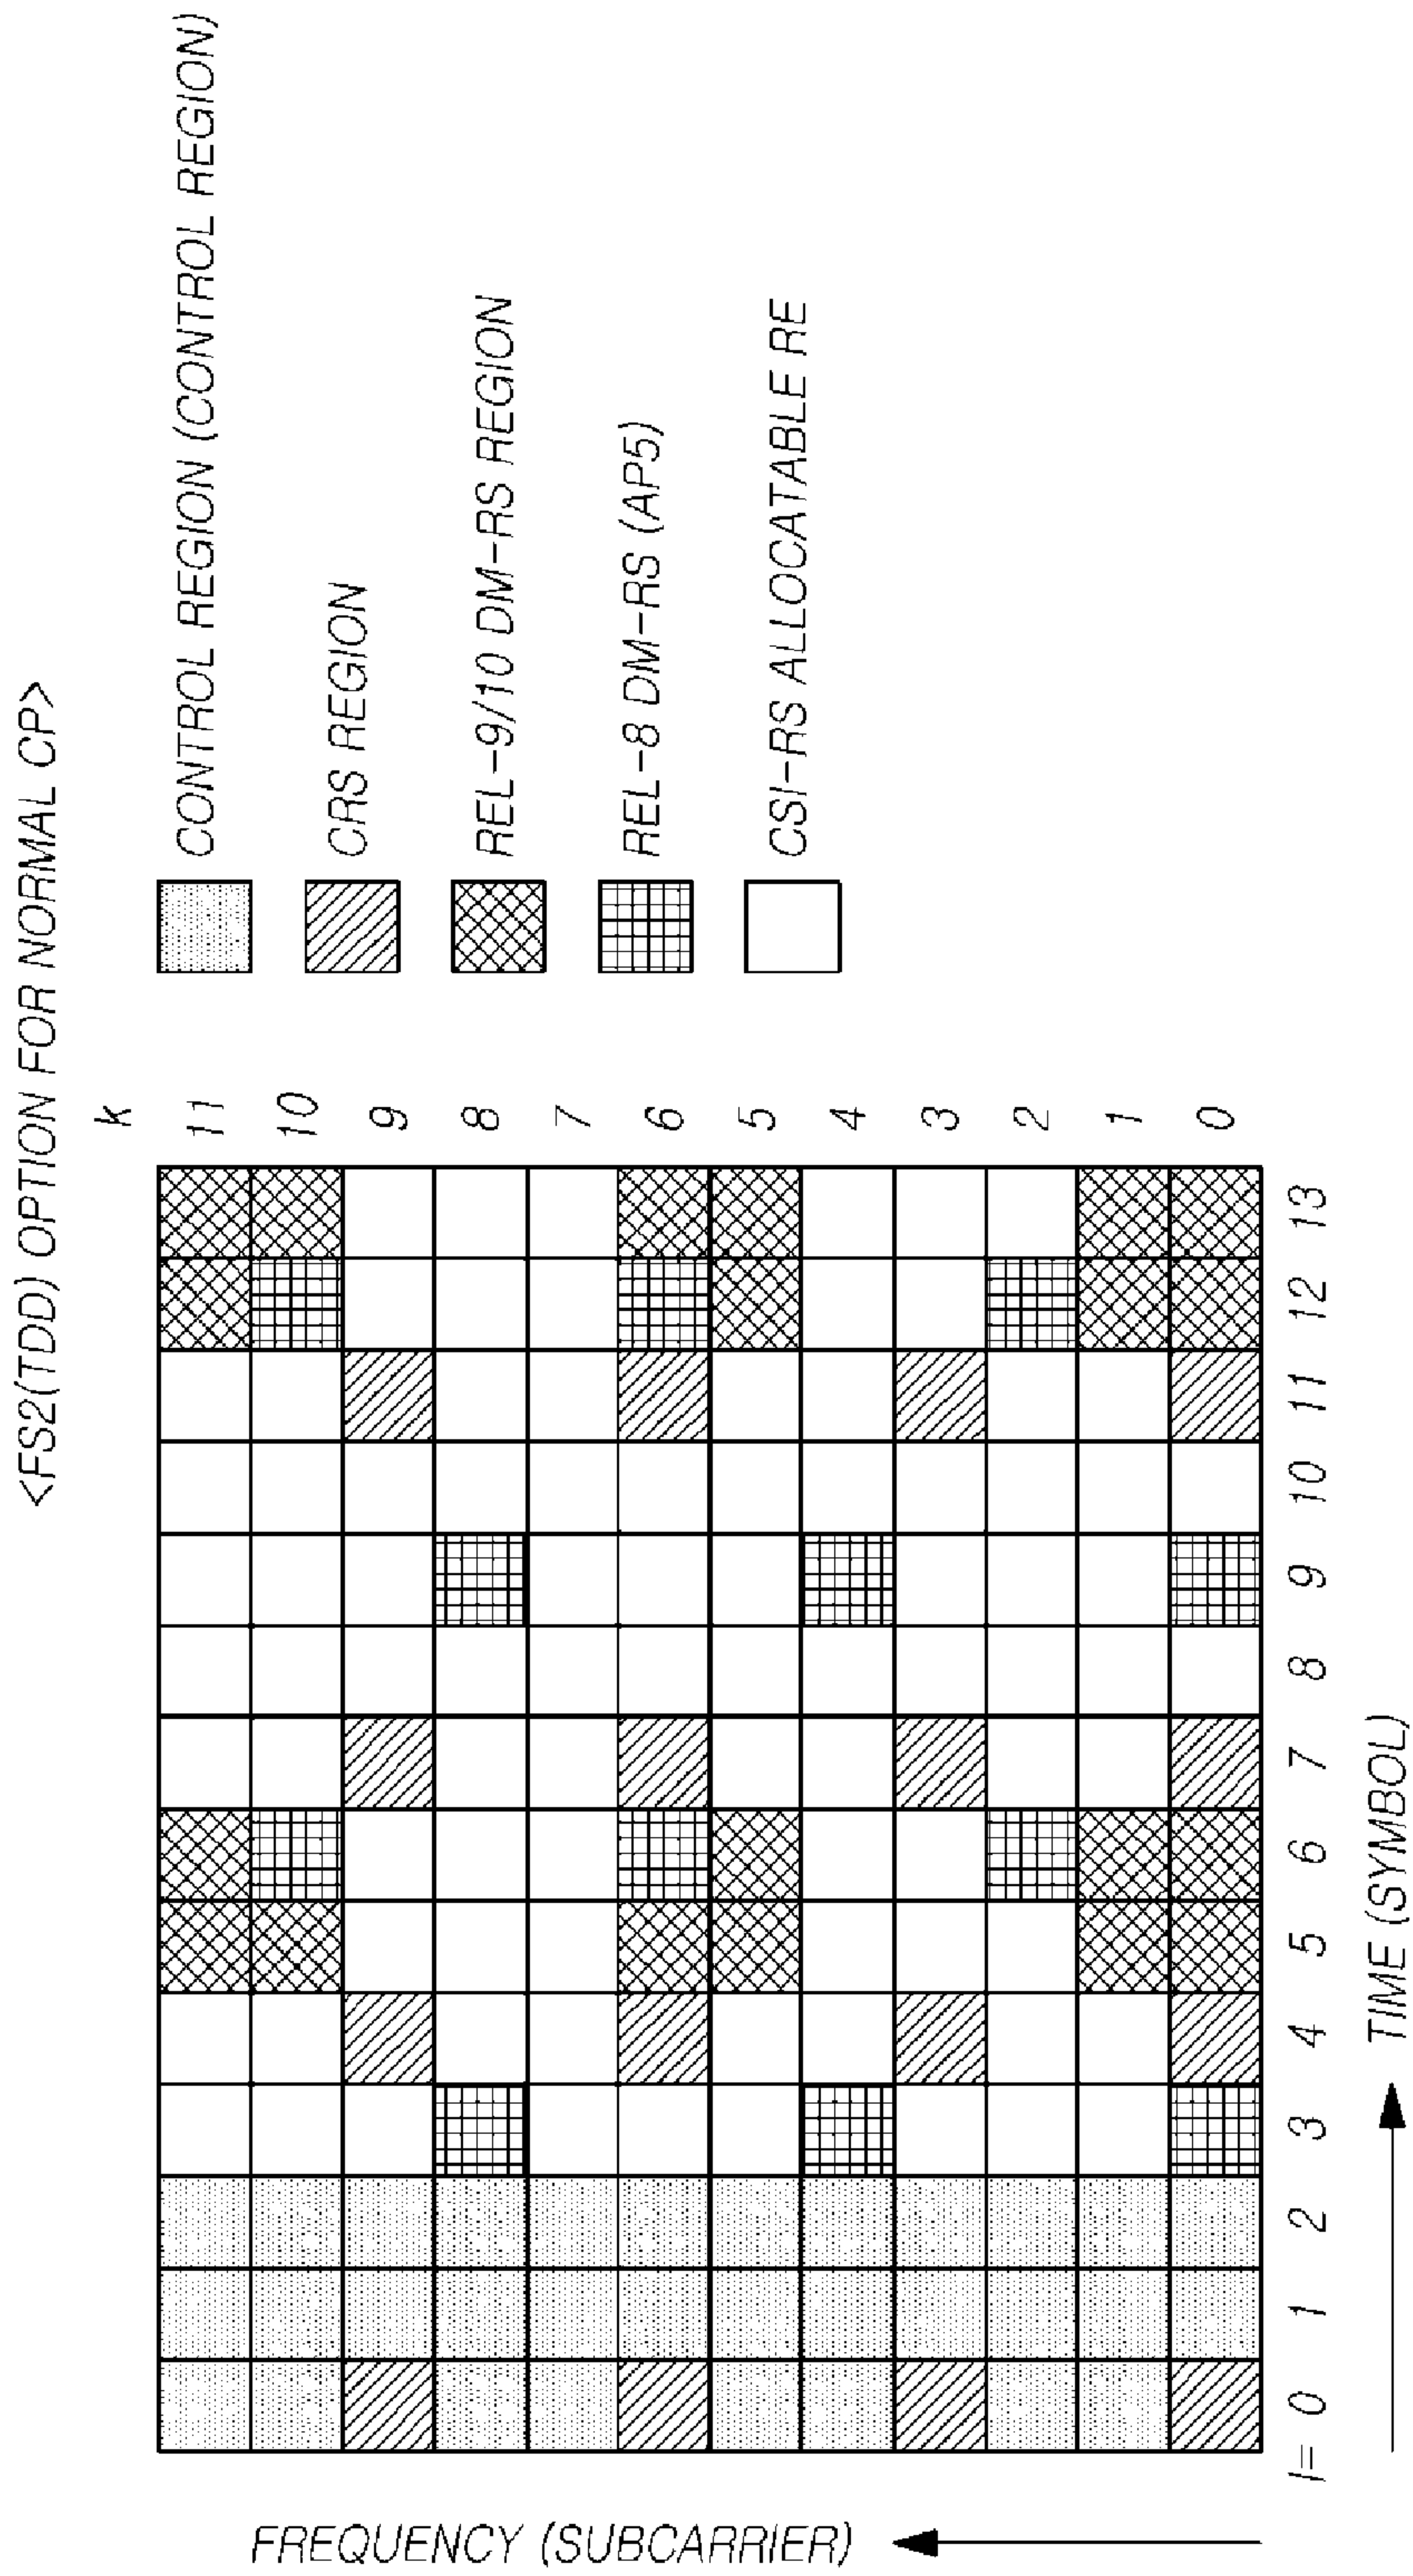 <FS2(TDD) OPTION FOR NORMAL CP>
k
11
10
9
8
7
6
5
4
3
2
1
0
l= 0 1 2 3 4 5 6 7 8 9 10 11 12 13
FREQUENCY (SUBCARRIER)
TIME (SYMBOL)
CONTROL REGION (CONTROL REGION)
CRS REGION
REL-9/10 DM-RS REGION
REL-8 DM-RS (AP5)
CSI-RS ALLOCATABLE RE